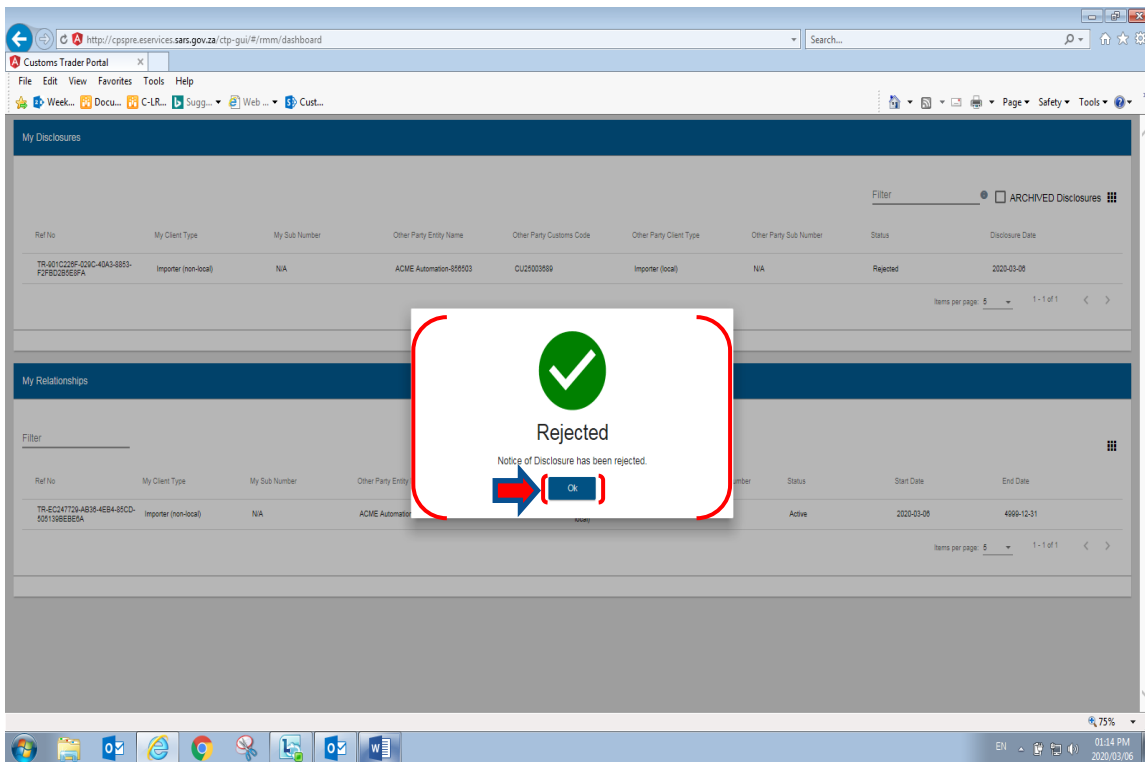 http://cpspre.eservices.sars.gov.za/ctp-gui/#/rmm/dashboard
Search...
Customs Trader Portal
File Edit View Favorites Tools Help
Week... Docu... C-LR... Sugg... Web ... Cust...
Page Safety Tools
My Disclosures
Filter ARCHIVED Disclosures
Ref No My Client Type My Sub Number Other Party Entity Name Other Party Customs Code Other Party Client Type Other Party Sub Number Status Disclosure Date
TR-901C226F-029C-40A3-8853-
F2FBD2B5E8FA Importer (non-local) N/A ACME Automation-856503 CU25003689 Importer (local) N/A Rejected 2020-03-06
Items per page: 5 1 - 1 of 1
My Relationships
Filter
Rejected
Notice of Disclosure has been rejected.
Ok
Ref No My Client Type My Sub Number Other Party Entity Status Start Date End Date
TR-EC247729-AB36-4EB4-85CD-
505139BEBE6A Importer (non-local) N/A ACME Automation local) Active 2020-03-06 4999-12-31
Items per page: 5 1 - 1 of 1
75%
EN 01:14 PM
2020/03/06